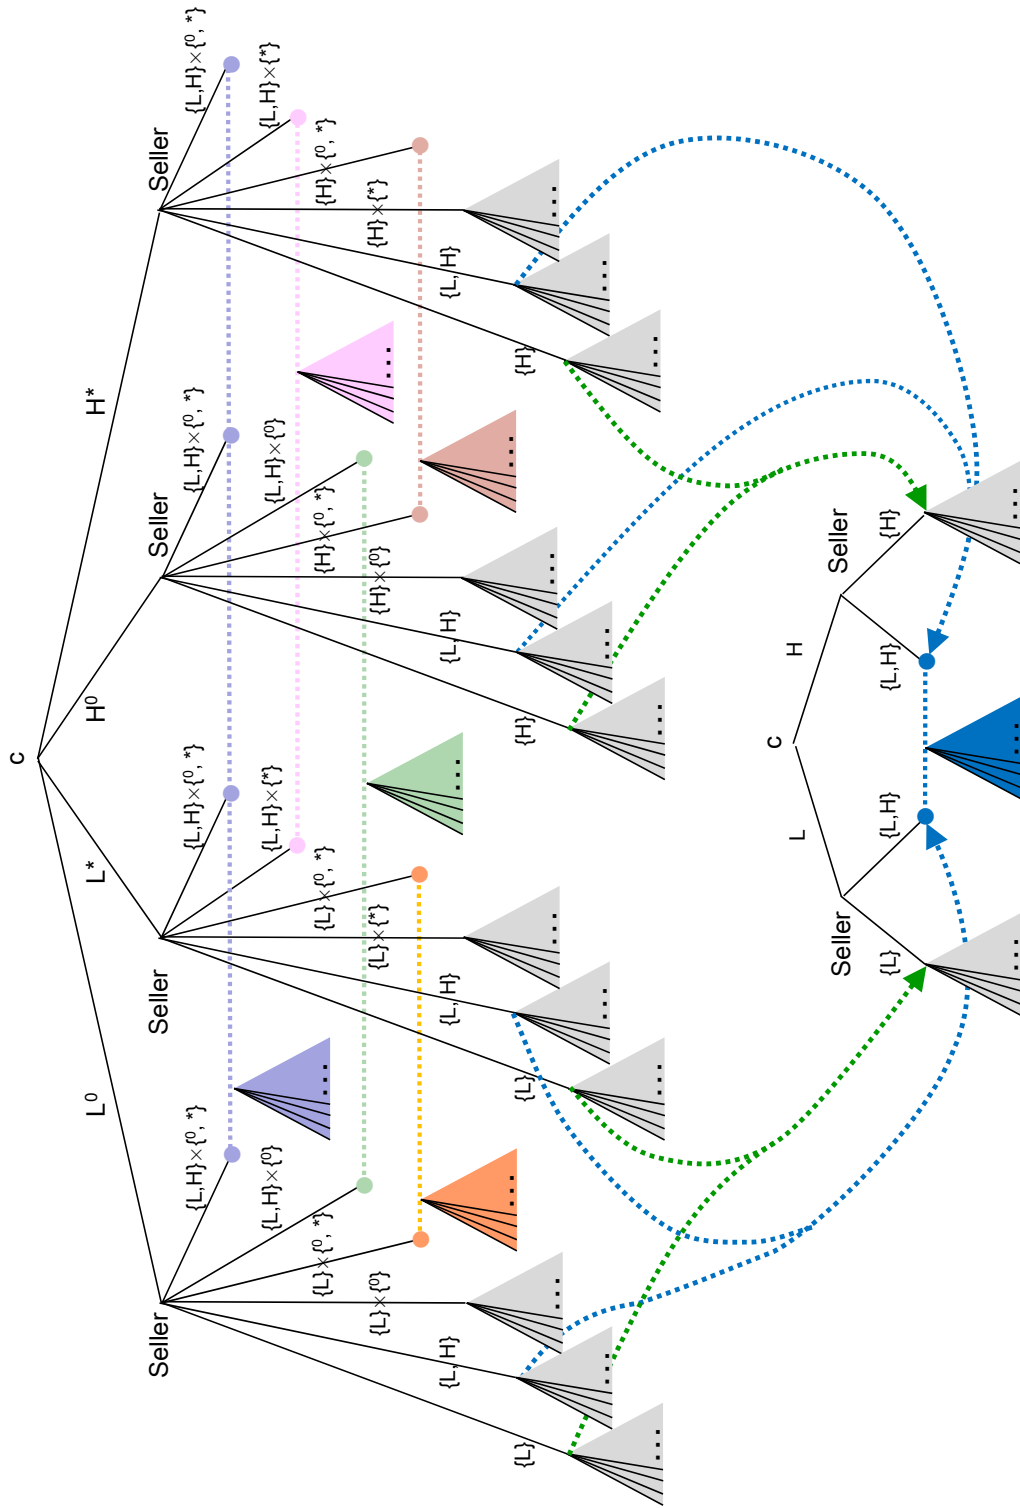 c
L⁰
L*
H⁰
H*
Seller
Seller
Seller
Seller
{L,H}×{⁰, *}
{L,H}×{⁰, *}
{L,H}×{⁰, *}
{L,H}×{⁰, *}
{L,H}×{⁰}
{L,H}×{*}
{L,H}×{⁰}
{L,H}×{*}
{L}×{⁰, *}
{L}×{⁰, *}
{H}×{⁰, *}
{H}×{⁰, *}
{L}×{⁰}
{L}×{*}
{H}×{⁰}
{H}×{*}
{L, H}
{L, H}
{L, H}
{L, H}
{L}
{L}
{H}
{H}
c
L
H
Seller
Seller
{L}
{L,H}
{L,H}
{H}